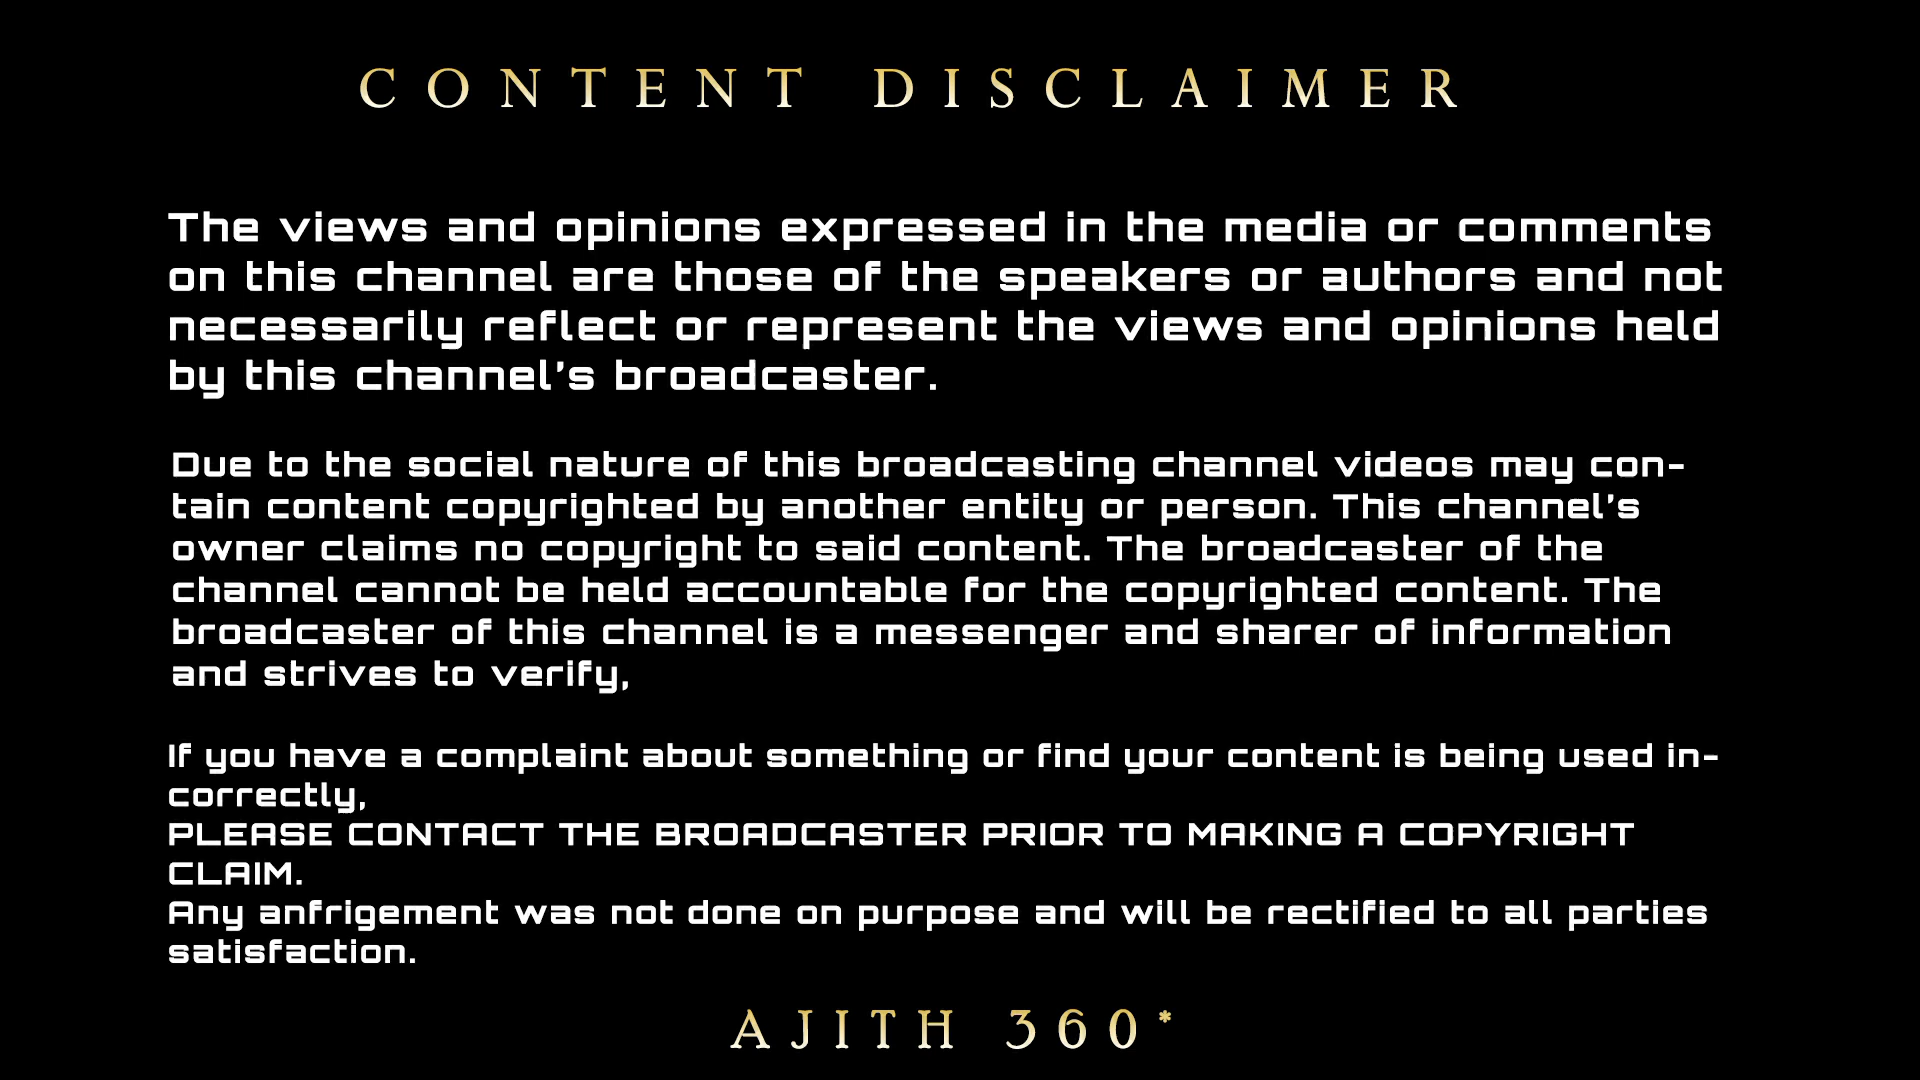 CONTENT DISCLAIMER
The views and opinions expressed in the media or comments
on this channel are those of the speakers or authors and not
necessarily reflect or represent the views and opinions held
by this channel's broadcaster.
Due to the social nature of this broadcasting channel videos may con-
tain content copyrighted by another entity or person. This channel's
owner claims no copyright to said content. The broadcaster of the
channel cannot be held accountable for the copyrighted content. The
broadcaster of this channel is a messenger and sharer of information
and strives to verify,
If you have a complaint about something or find your content is being used in-
correctly,
PLEASE CONTACT THE BROADCASTER PRIOR TO MAKING A COPYRIGHT
CLAIM.
Any anfrigement was not done on purpose and will be rectified to all parties
satisfaction.
AJITH 360*